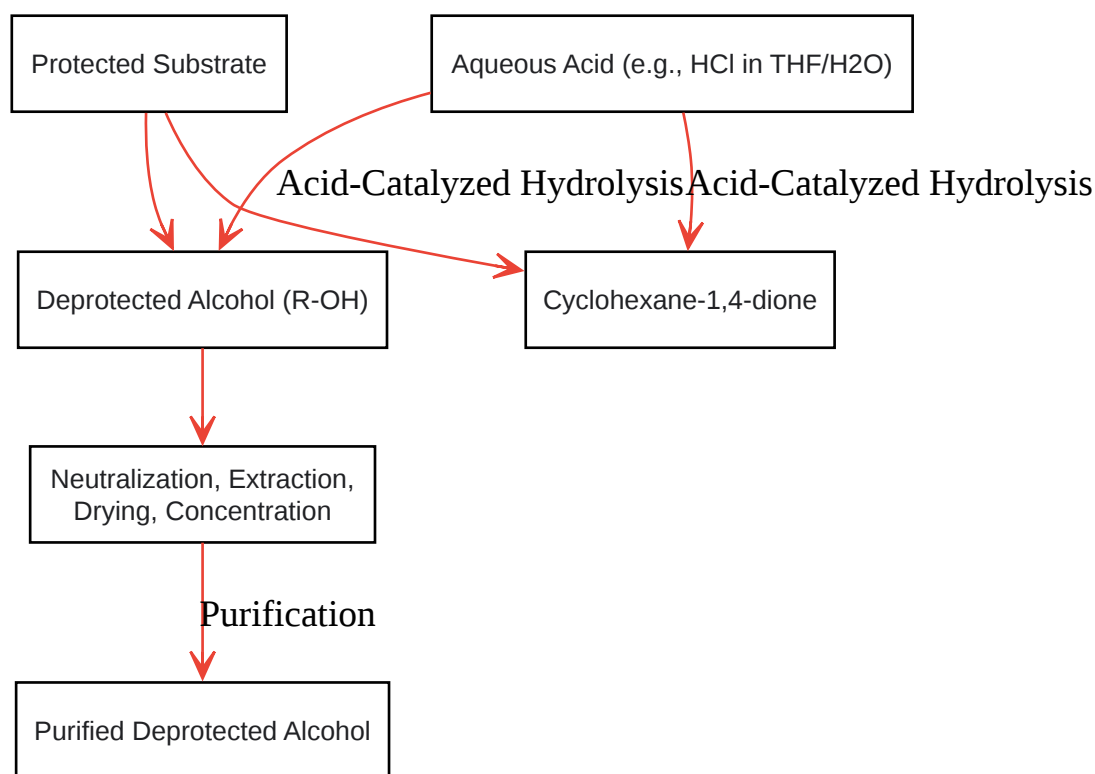 Protected Substrate
Aqueous Acid (e.g., HCl in THF/H2O)
Acid-Catalyzed Hydrolysis
Acid-Catalyzed Hydrolysis
Deprotected Alcohol (R-OH)
Cyclohexane-1,4-dione
Neutralization, Extraction,
Drying, Concentration
Purification
Purified Deprotected Alcohol